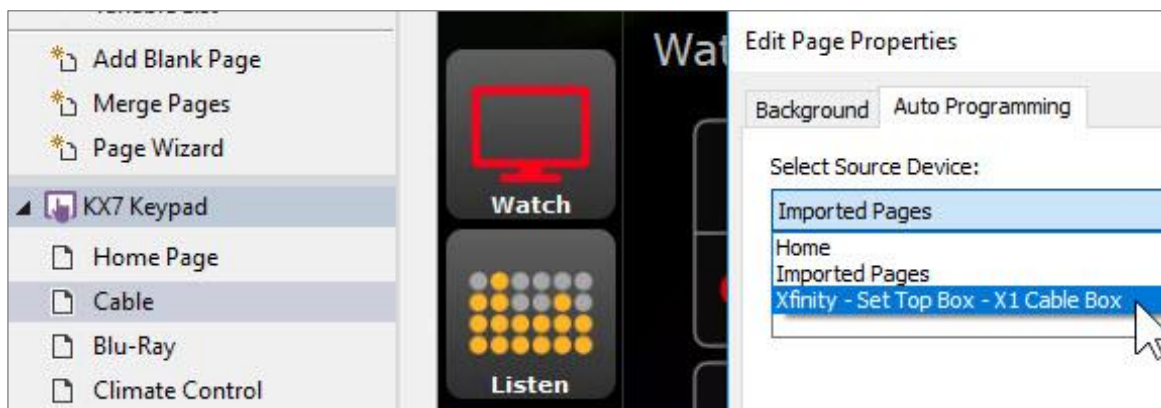 Add Blank Page
Merge Pages
Page Wizard
KX7 Keypad
Home Page
Cable
Blu-Ray
Climate Control
Watch
Listen
Edit Page Properties
Background
Auto Programming
Select Source Device:
Imported Pages
Home
Imported Pages
Xfinity - Set Top Box - X1 Cable Box